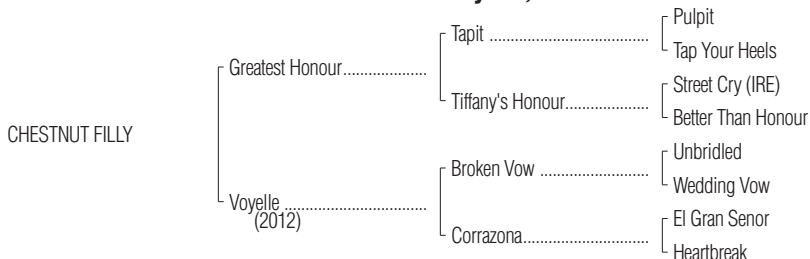 Pulpit
Tapit ......................................
Tap Your Heels
Greatest Honour....................
Street Cry (IRE)
Tiffany's Honour....................
Better Than Honour
CHESTNUT FILLY
Unbridled
Broken Vow ..........................
Wedding Vow
Voyelle ..................................
(2012)
El Gran Senor
Corrazona..............................
Heartbreak